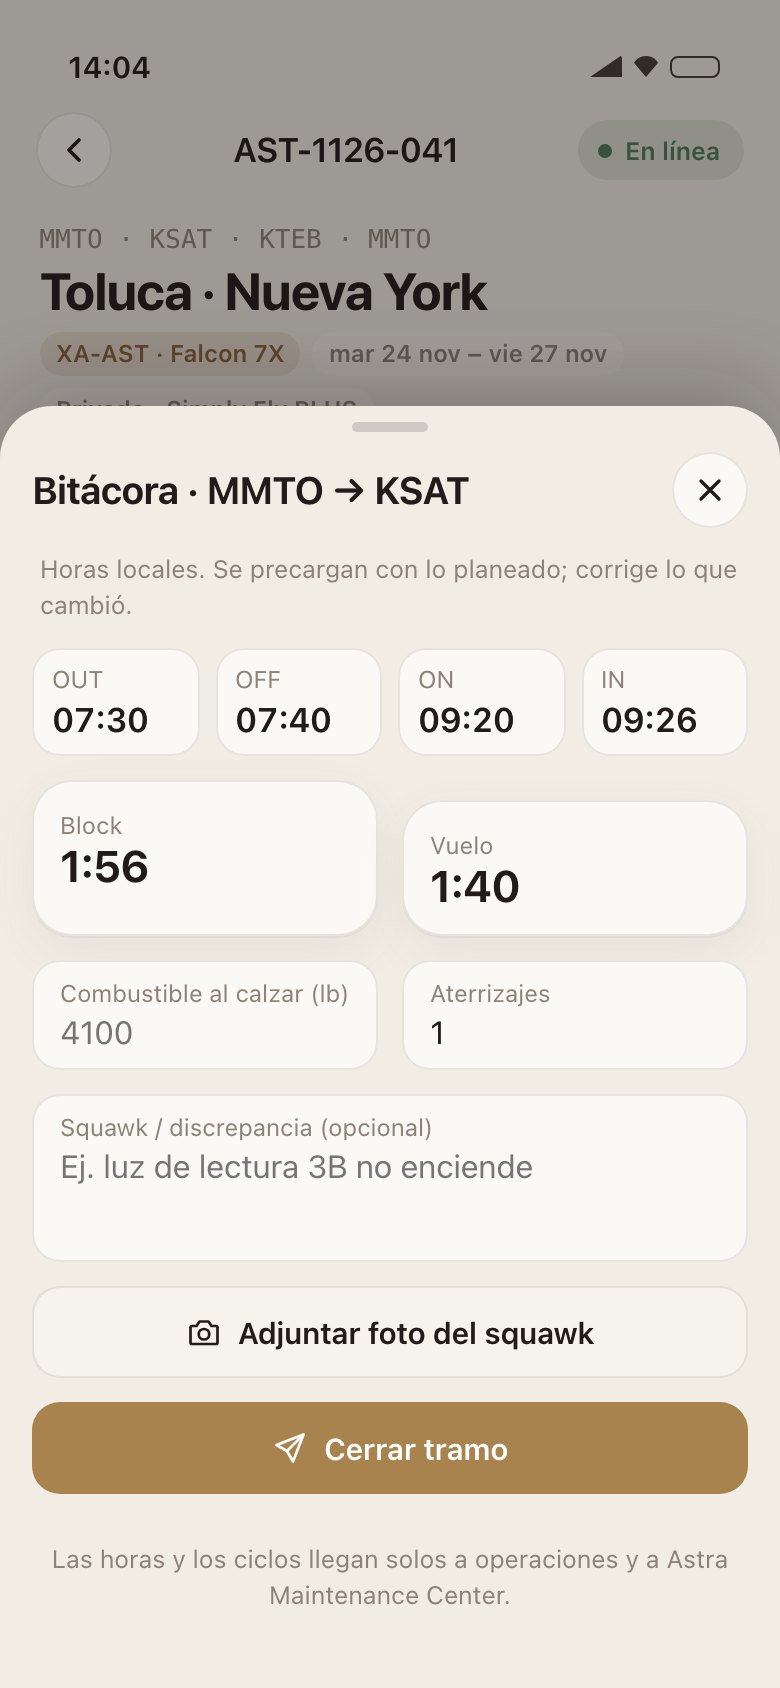 14:04
AST-1126-041
En línea
MMTO · KSAT · KTEB · MMTO
Toluca · Nueva York
XA-AST · Falcon 7X
mar 24 nov – vie 27 nov
Privado · Simply Fly PLUS
Bitácora · MMTO → KSAT
Horas locales. Se precargan con lo planeado; corrige lo que
cambió.
OUT
07:30
OFF
07:40
ON
09:20
IN
09:26
Block
1:56
Vuelo
1:40
Combustible al calzar (lb)
4100
Aterrizajes
1
Squawk / discrepancia (opcional)
Ej. luz de lectura 3B no enciende
Adjuntar foto del squawk
Cerrar tramo
Las horas y los ciclos llegan solos a operaciones y a Astra
Maintenance Center.